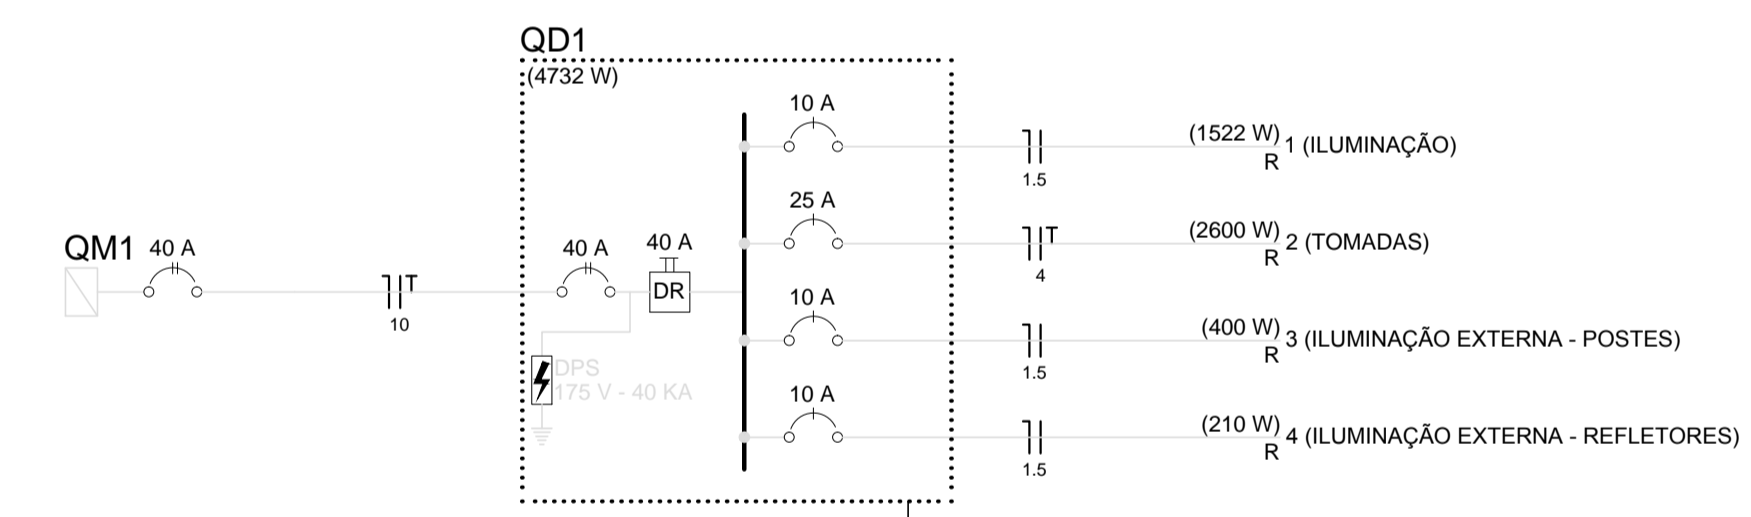 QD1
(4732 W)
10 A
(1522 W)
1 (ILUMINAÇÃO)
R
1.5
25 A
(2600 W)
2 (TOMADAS)
R
T
4
QM1
40 A
T
10
40 A
40 A
DR
10 A
(400 W)
3 (ILUMINAÇÃO EXTERNA - POSTES)
R
1.5
DPS
175 V - 40 KA
10 A
(210 W)
4 (ILUMINAÇÃO EXTERNA - REFLETORES)
R
1.5